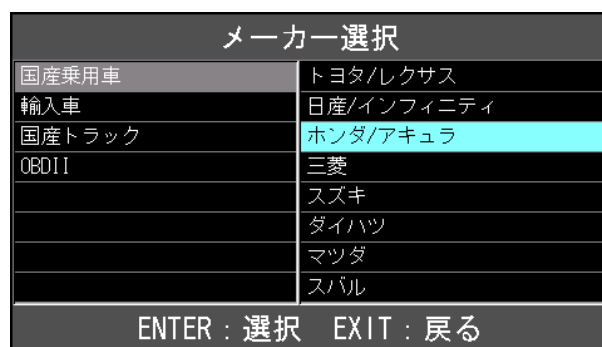 メーカー選択
国産乗用車
輸入車
国産トラック
OBDII
トヨタ/レクサス
日産/インフィニティ
ホンダ/アキュラ
三菱
スズキ
ダイハツ
マツダ
スバル
ENTER：選択　EXIT：戻る